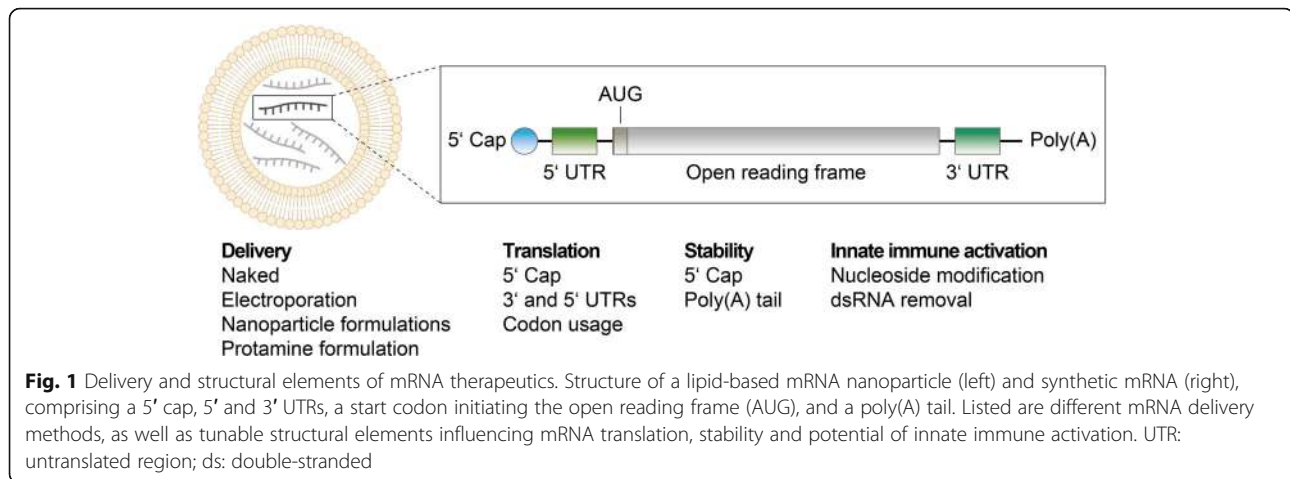 AUG
5‘ Cap
Poly(A)
5‘ UTR
Open reading frame
3‘ UTR
Delivery
Naked
Electroporation
Nanoparticle formulations
Protamine formulation
Translation
5‘ Cap
3‘ and 5‘ UTRs
Codon usage
Stability
5‘ Cap
Poly(A) tail
Innate immune activation
Nucleoside modification
dsRNA removal
Fig. 1 Delivery and structural elements of mRNA therapeutics. Structure of a lipid-based mRNA nanoparticle (left) and synthetic mRNA (right),
comprising a 5′ cap, 5′ and 3′ UTRs, a start codon initiating the open reading frame (AUG), and a poly(A) tail. Listed are different mRNA delivery
methods, as well as tunable structural elements influencing mRNA translation, stability and potential of innate immune activation. UTR:
untranslated region; ds: double-stranded